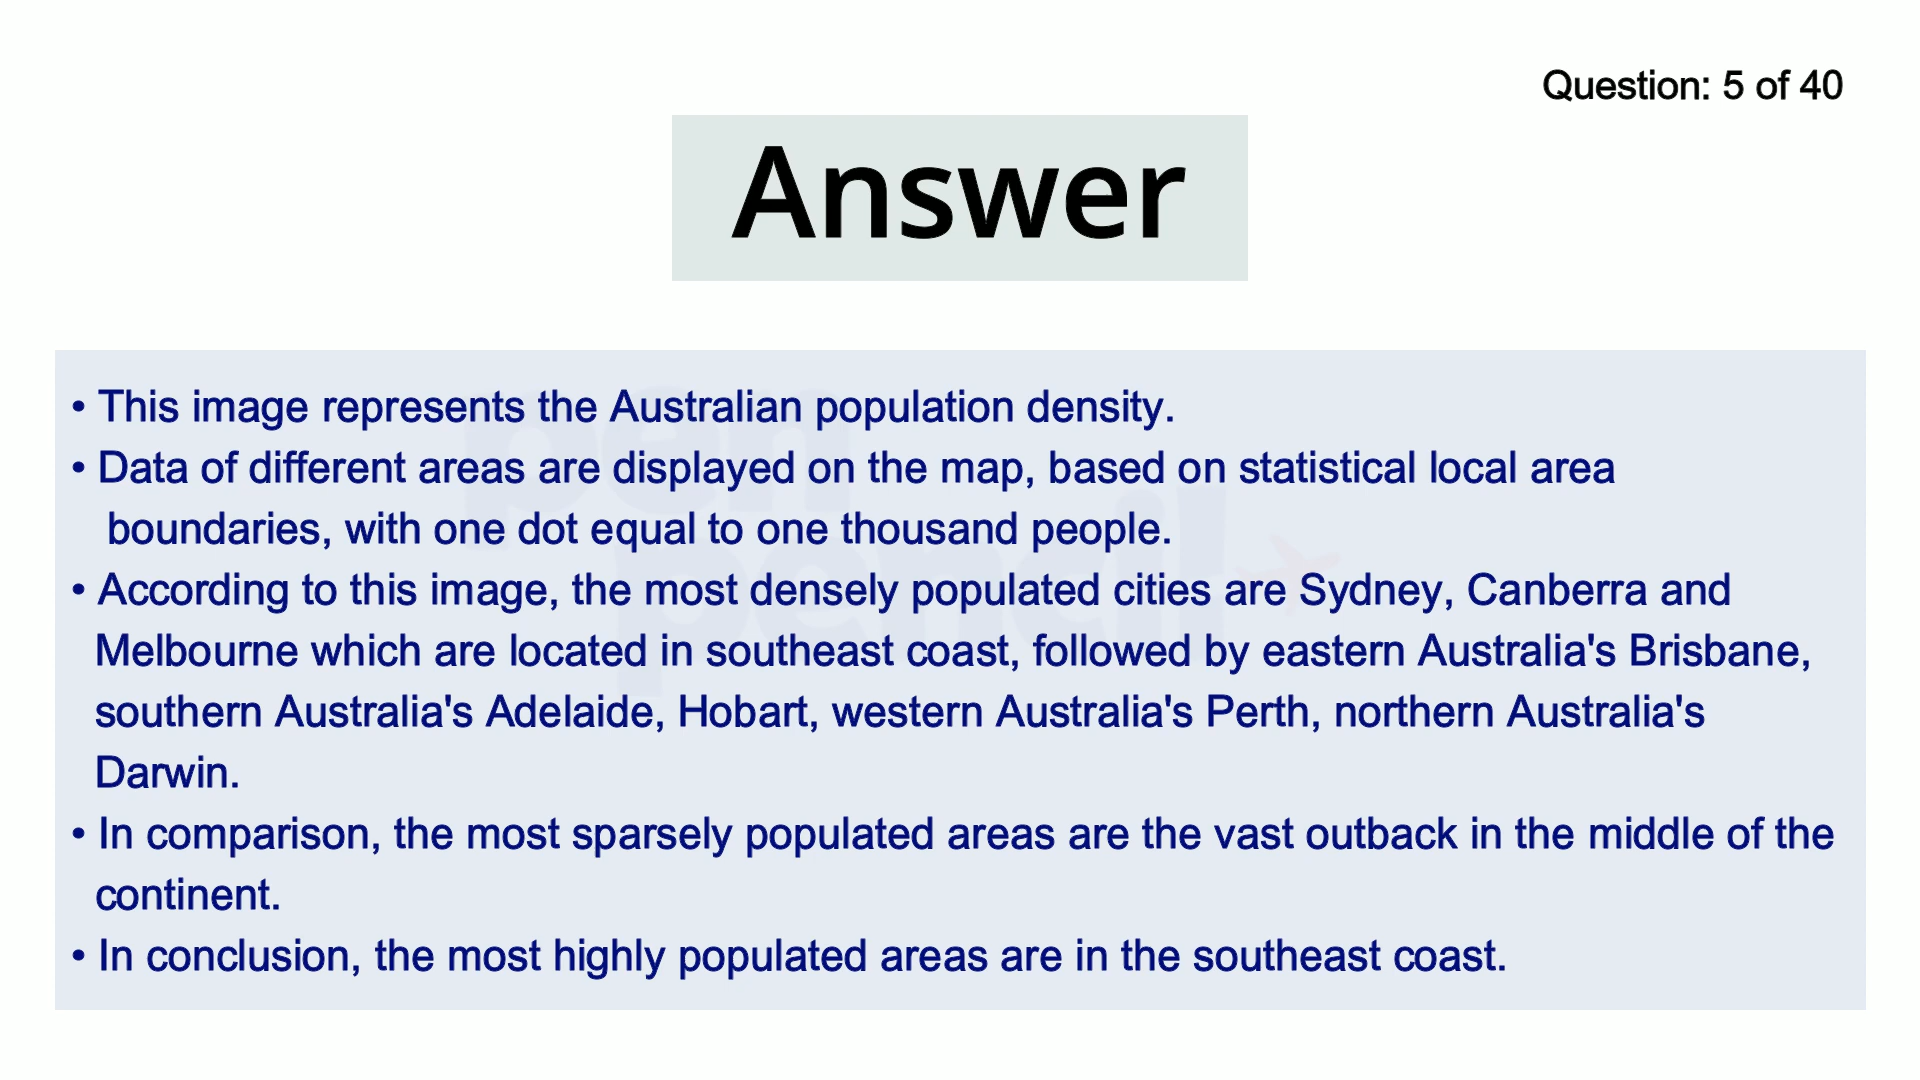 Question: 5 of 40
Answer
• This image represents the Australian population density.
• Data of different areas are displayed on the map, based on statistical local area
boundaries, with one dot equal to one thousand people.
• According to this image, the most densely populated cities are Sydney, Canberra and
Melbourne which are located in southeast coast, followed by eastern Australia's Brisbane,
southern Australia's Adelaide, Hobart, western Australia's Perth, northern Australia's
Darwin.
• In comparison, the most sparsely populated areas are the vast outback in the middle of the
continent.
• In conclusion, the most highly populated areas are in the southeast coast.
pen
pencil